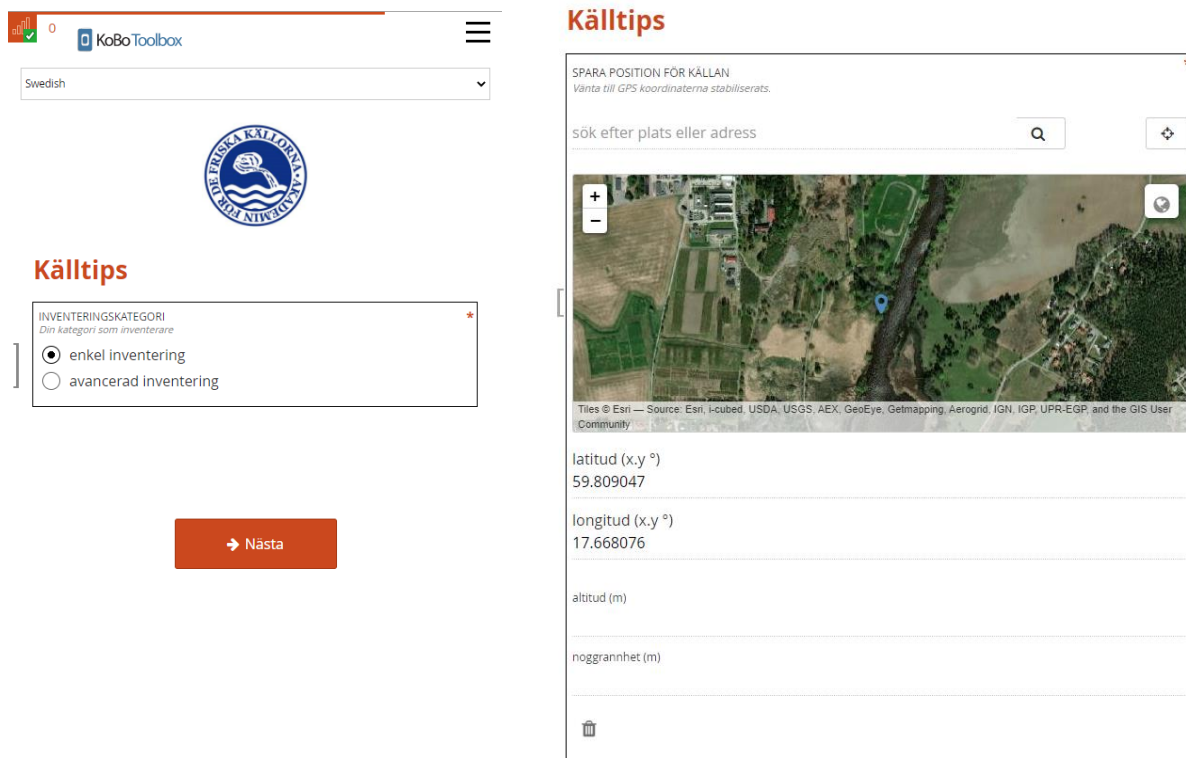 0
KoBoToolbox
Swedish
DE FRISKA KÄLLORNA • AKADEMIN FÖR
Källtips
INVENTERINGSKATEGORI *
Din kategori som inventerare
enkel inventering
avancerad inventering
Nästa
Källtips
SPARA POSITION FÖR KÄLLAN
Vänta till GPS koordinaterna stabiliserats.
sök efter plats eller adress
+
−
Tiles © Esri — Source: Esri, i-cubed, USDA, USGS, AEX, GeoEye, Getmapping, Aerogrid, IGN, IGP, UPR-EGP, and the GIS User
Community
latitud (x.y °)
59.809047
longitud (x.y °)
17.668076
altitud (m)
noggrannhet (m)